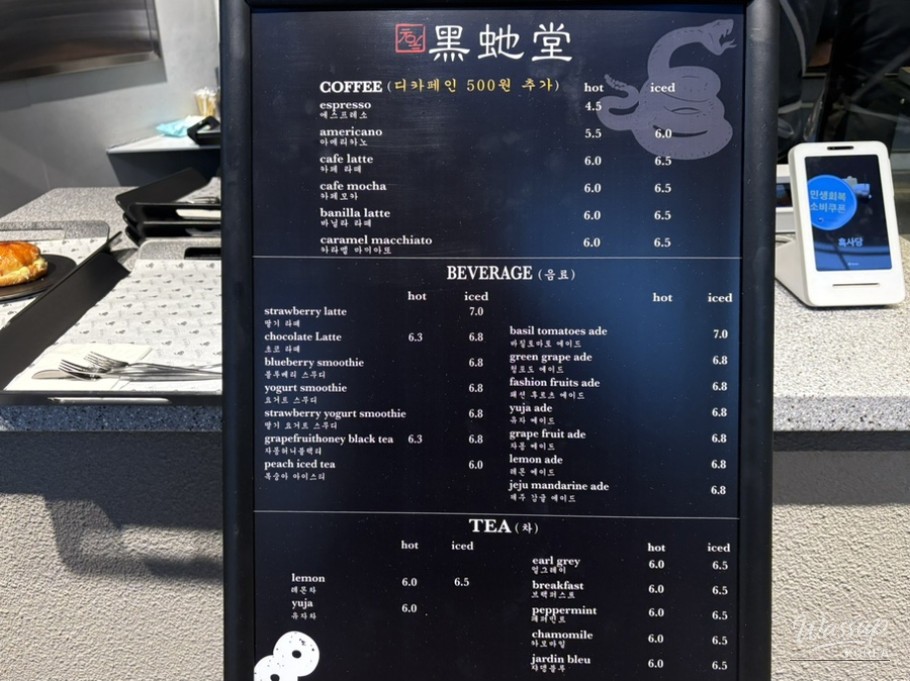 黑虵堂
COFFEE (디카페인 500원 추가) hot iced
espresso 4.5
에스프레소
americano 5.5 6.0
아메리카노
cafe latte 6.0 6.5
카페 라떼
cafe mocha 6.0 6.5
카페모카
banilla latte 6.0 6.5
바닐라 라떼
caramel macchiato 6.0 6.5
카라멜 마끼아또
BEVERAGE (음료)
hot iced
strawberry latte 7.0
딸기 라떼
chocolate Latte 6.3 6.8
초코 라떼
blueberry smoothie 6.8
블루베리 스무디
yogurt smoothie 6.8
요거트 스무디
strawberry yogurt smoothie 6.8
딸기 요거트 스무디
grapefruithoney black tea 6.3 6.8
자몽허니블랙티
peach iced tea 6.0
복숭아 아이스티
hot iced
basil tomatoes ade 7.0
바질토마토 에이드
green grape ade 6.8
청포도 에이드
fashion fruits ade 6.8
패션 후르츠 에이드
yuja ade 6.8
유자 에이드
grape fruit ade 6.8
자몽 에이드
lemon ade 6.8
레몬 에이드
jeju mandarine ade 6.8
제주 감귤 에이드
TEA (차)
hot iced
lemon 6.0 6.5
레몬차
yuja 6.0
유자차
hot iced
earl grey 6.0 6.5
얼그레이
breakfast 6.0 6.5
브랙퍼스트
peppermint 6.0 6.5
페퍼민트
chamomile 6.0 6.5
카모마일
jardin bleu 6.0 6.5
쟈뎅블루
민생회복
소비쿠폰
흑사당